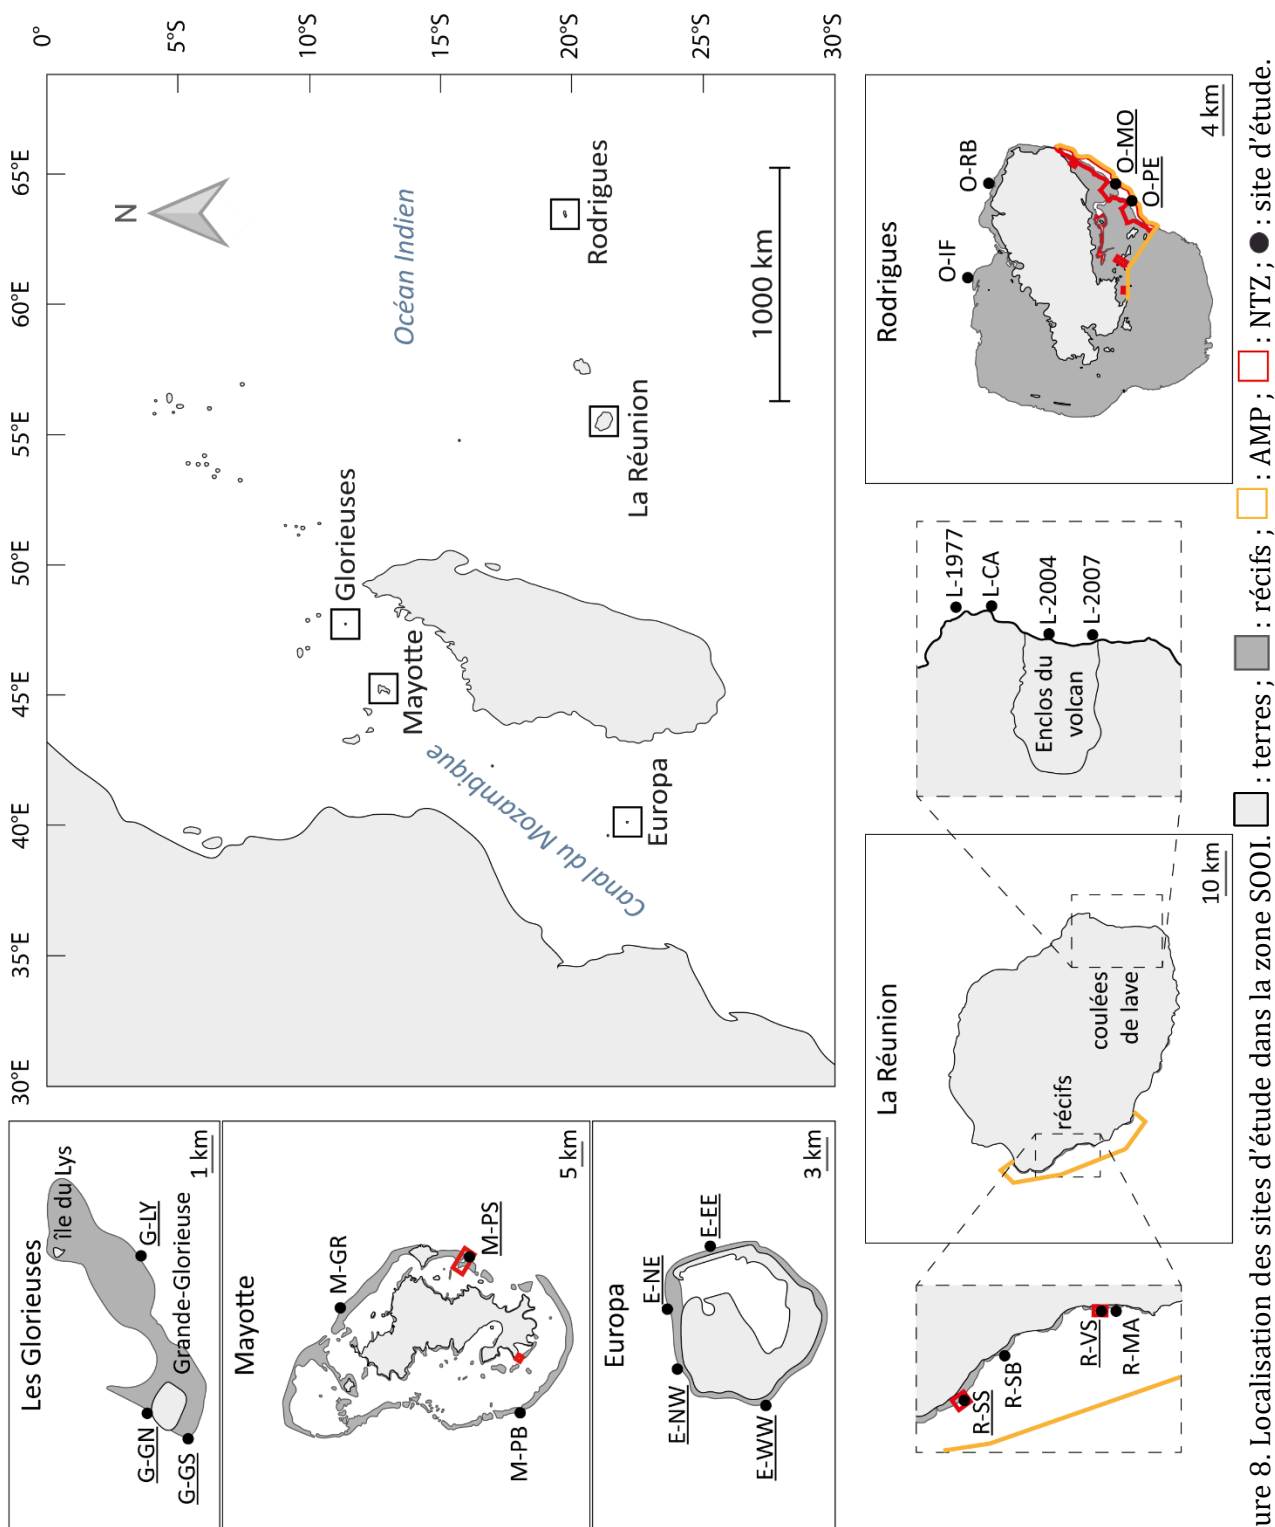 Les Glorieuses
île du Lys
G-LY
Grande-Glorieuse
G-GN
G-GS
1 km
Mayotte
M-GR
M-PS
M-PB
5 km
Europa
E-NE
E-EE
E-NW
E-WW
3 km
30°E
35°E
40°E
45°E
50°E
55°E
60°E
65°E
0°
5°S
10°S
15°S
20°S
25°S
30°S
N
Océan Indien
Canal du Mozambique
Glorieuses
Mayotte
Europa
La Réunion
Rodrigues
1000 km
R-SS
R-SB
R-VS
R-MA
La Réunion
récifs
coulées
de lave
10 km
L-1977
L-CA
L-2004
L-2007
Enclos du
volcan
Rodrigues
O-RB
O-IF
O-MO
O-PE
4 km
ure 8. Localisation des sites d'étude dans la zone SOOI. : terres ; : récifs ; : AMP ; : NTZ ; : site d'étude.